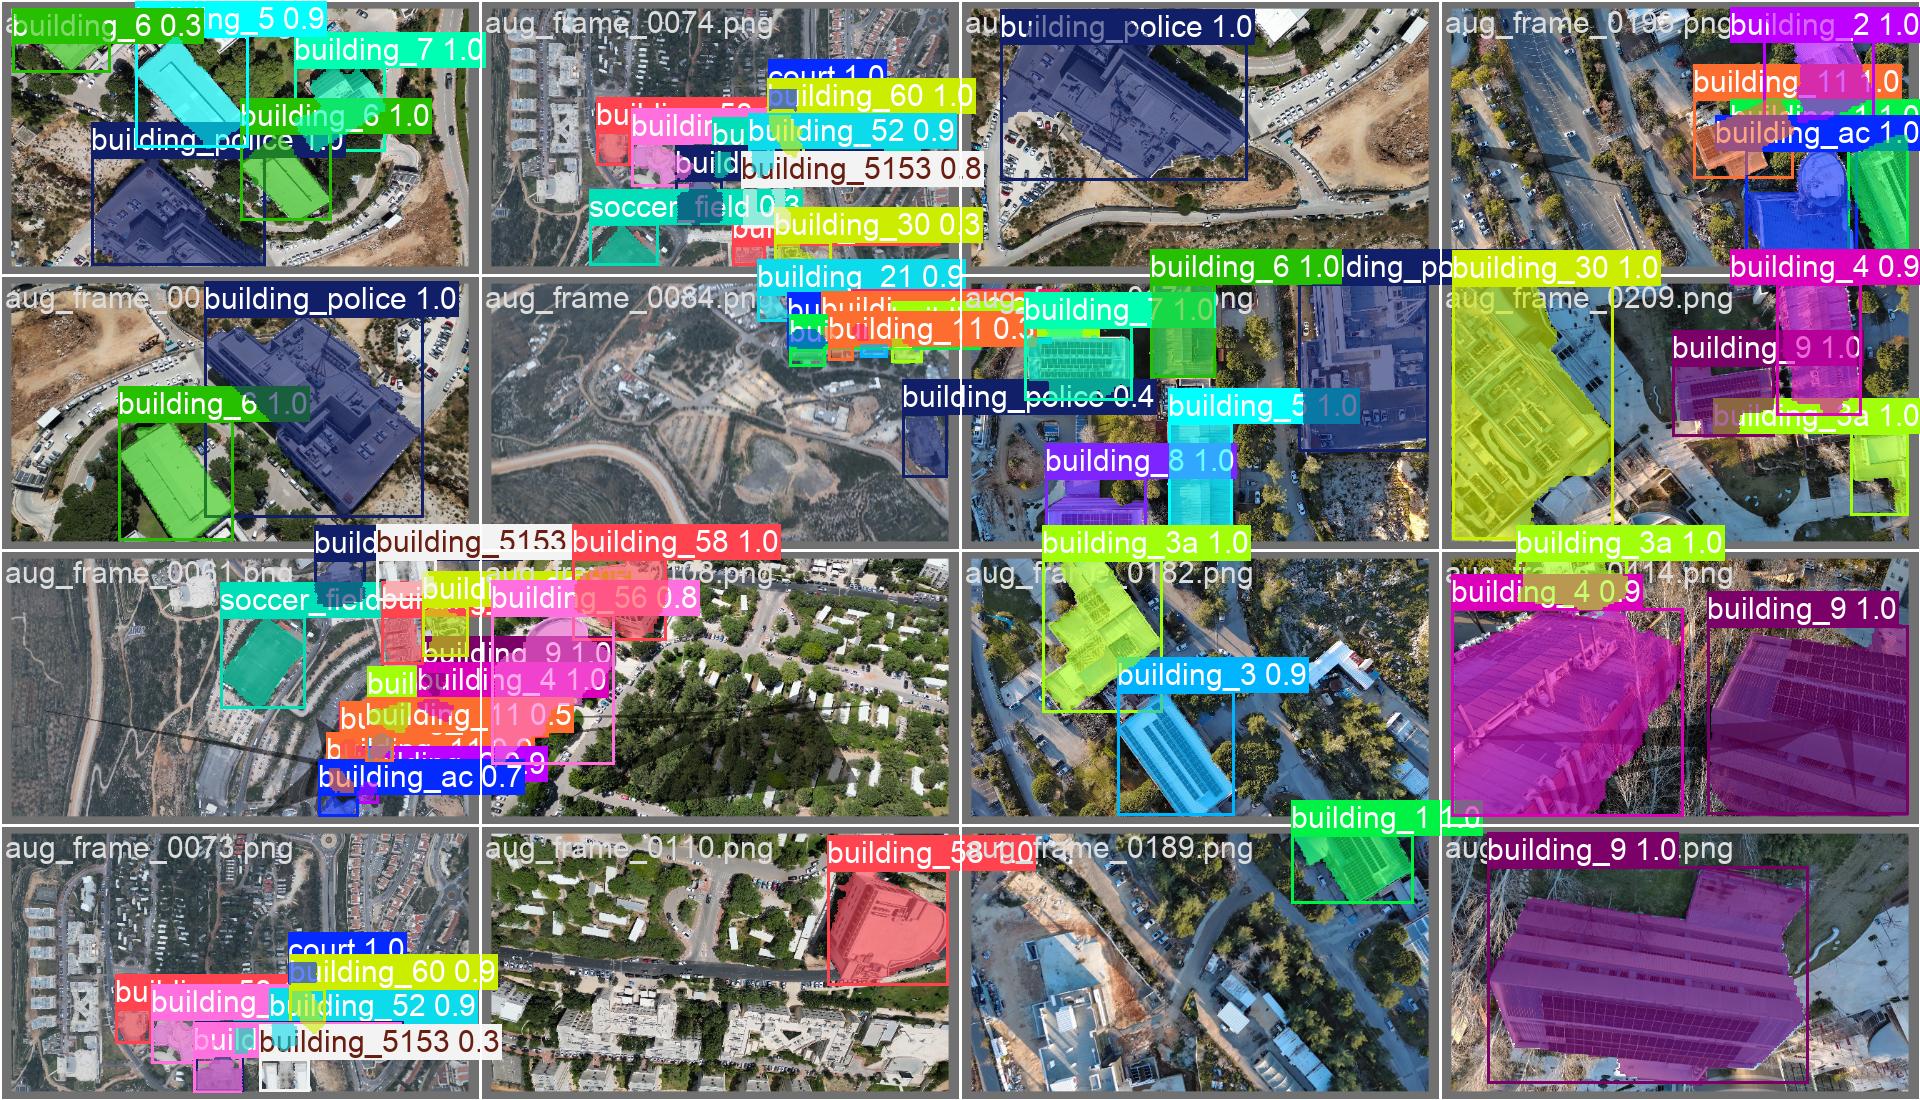 building_6 0.3
5 0.9
building_7 1.0
building_6 1.0
building_police 1.0
aug_frame_0074.png
court 1.0
building_60 1.0
building_52 0.9
building_5153 0.8
soccer_field 0.3
building_30 0.3
building_police 1.0
aug_frame_0195.png
building_2 1.0
building_11 1.0
building_ac 1.0
building_police 1.0
building_6 1.0
aug_frame_0084.png
building_21 0.9
building_11 0.3
building_police 0.4
building_6 1.0
building_7 1.0
building_5 1.0
building_8 1.0
building_30 1.0
building_4 0.9
aug_frame_0209.png
building_9 1.0
building_3a 1.0
aug_frame_0061.png
building_5153
soccer_field
building_9 1.0
building_4 1.0
building_11 0.5
building_ac 0.7
building_58 1.0
building_56 0.8
building_3a 1.0
aug_frame_0182.png
building_3 0.9
building_3a 1.0
building_4 0.9
building_9 1.0
aug_frame_0073.png
court 1.0
building_60 0.9
building_52 0.9
building_5153 0.3
aug_frame_0110.png
building_58 1.0
aug_frame_0189.png
building_1 1.0
building_9 1.0
.png